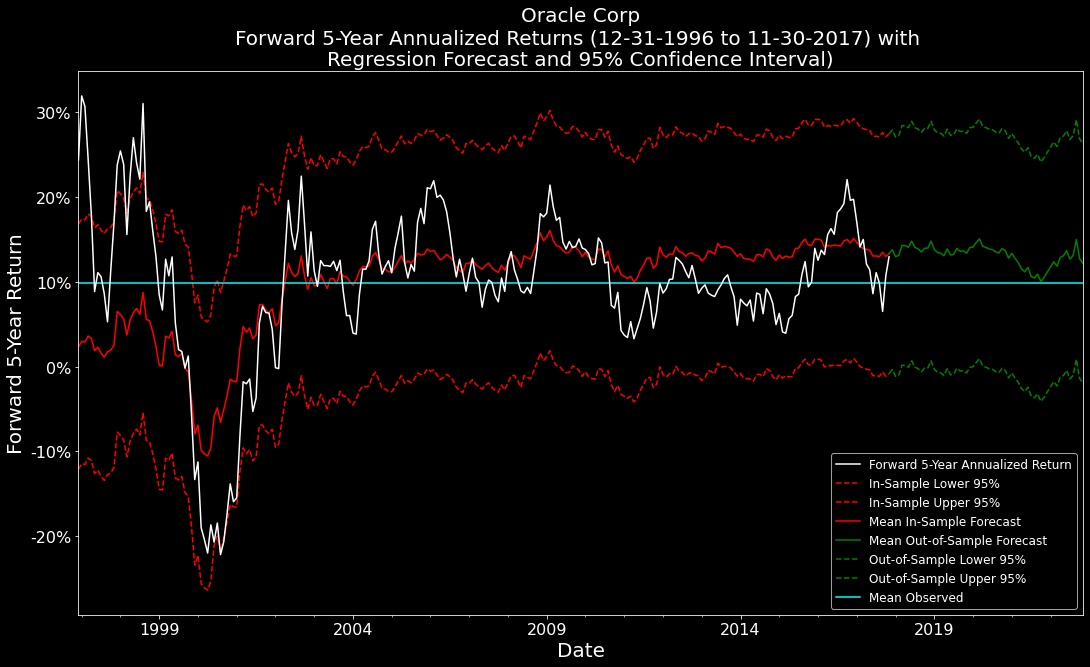 Oracle Corp
Forward 5-Year Annualized Returns (12-31-1996 to 11-30-2017) with
Regression Forecast and 95% Confidence Interval)
Forward 5-Year Return
30%
20%
10%
0%
-10%
-20%
Forward 5-Year Annualized Return
In-Sample Lower 95%
In-Sample Upper 95%
Mean In-Sample Forecast
Mean Out-of-Sample Forecast
Out-of-Sample Lower 95%
Out-of-Sample Upper 95%
Mean Observed
1999 2004 2009 2014 2019
Date